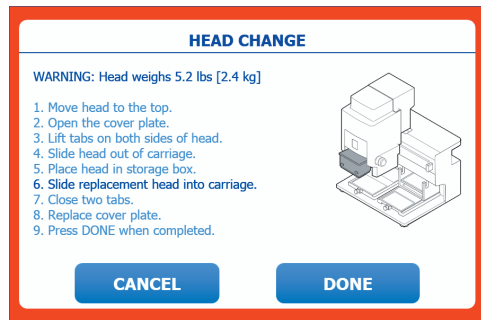 HEAD CHANGE
WARNING: Head weighs 5.2 lbs [2.4 kg]
1. Move head to the top.
2. Open the cover plate.
3. Lift tabs on both sides of head.
4. Slide head out of carriage.
5. Place head in storage box.
6. Slide replacement head into carriage.
7. Close two tabs.
8. Replace cover plate.
9. Press DONE when completed.
CANCEL
DONE